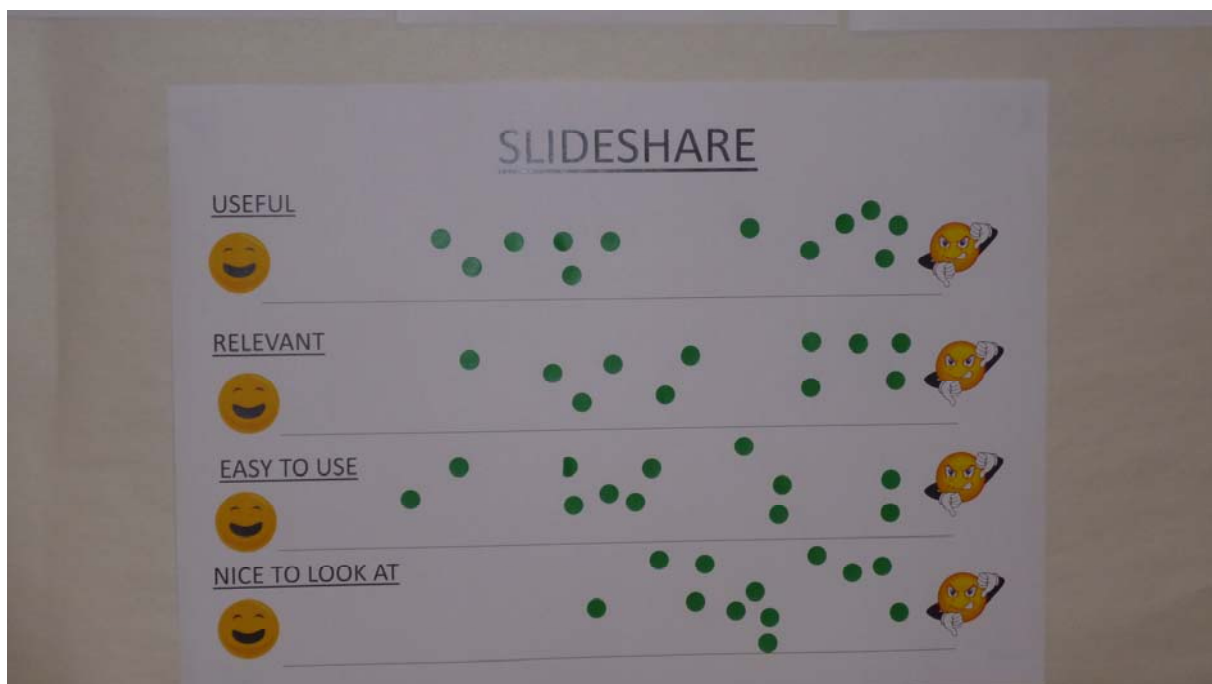 SLIDESHARE
USEFUL
RELEVANT
EASY TO USE
NICE TO LOOK AT